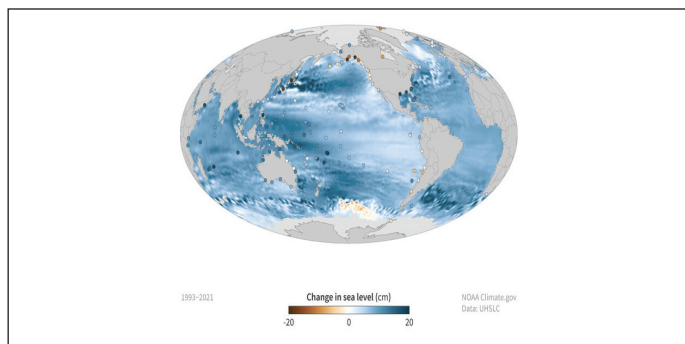 1993–2021
Change in sea level (cm)
-20
0
20
NOAA Climate.gov
Data: UHSLC